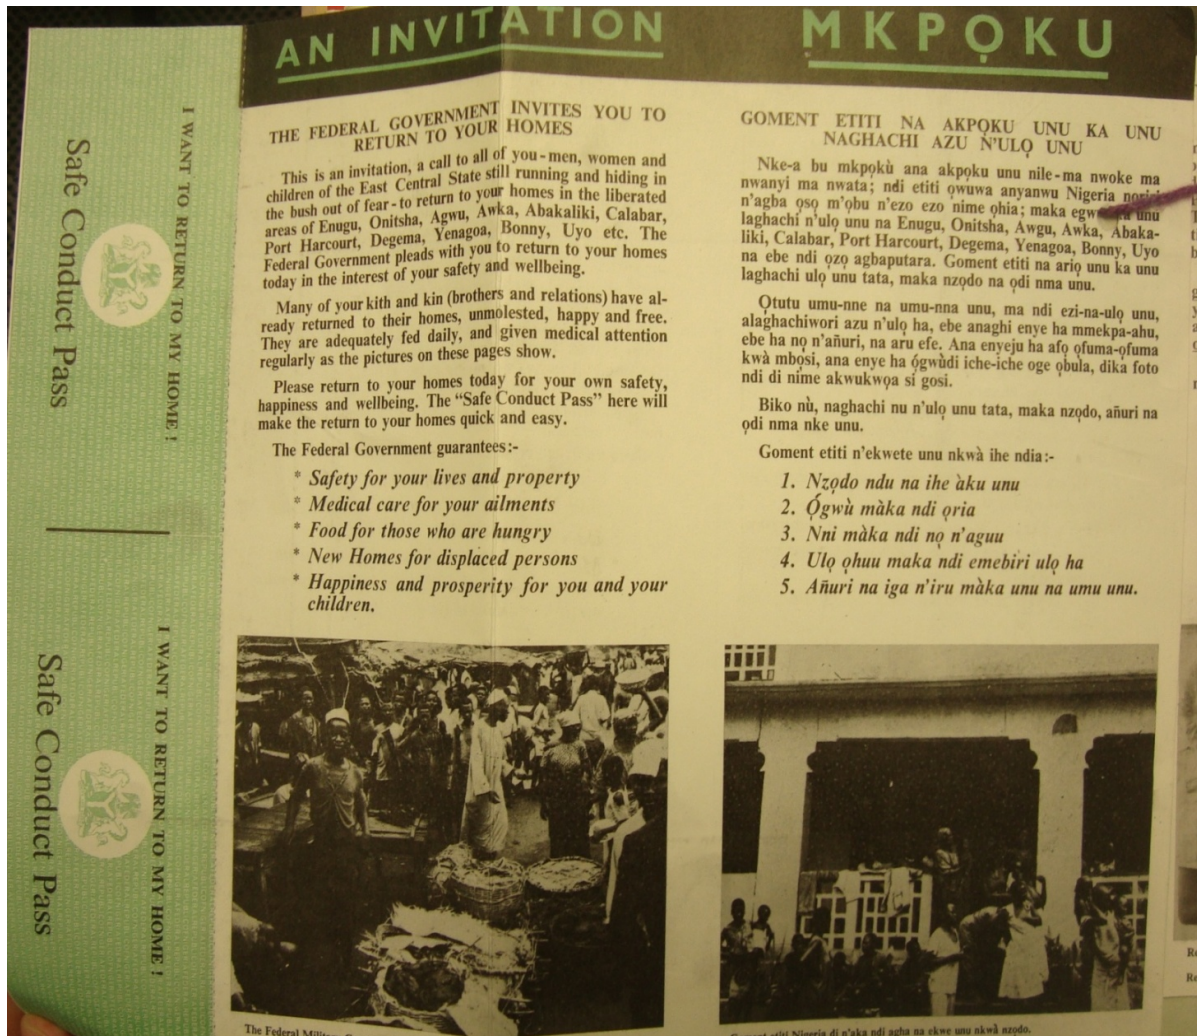 AN INVITATION
THE FEDERAL GOVERNMENT INVITES YOU TO
RETURN TO YOUR HOMES
This is an invitation, a call to all of you-men, women and
children of the East Central State still running and hiding in
the bush out of fear-to return to your homes in the liberated
areas of Enugu, Onitsha, Agwu, Awka, Abakaliki, Calabar,
Port Harcourt, Degema, Yenagoa, Bonny, Uyo etc. The
Federal Government pleads with you to return to your homes
today in the interest of your safety and wellbeing.
Many of your kith and kin (brothers and relations) have al-
ready returned to their homes, unmolested, happy and free.
They are adequately fed daily, and given medical attention
regularly as the pictures on these pages show.
Please return to your homes today for your own safety,
happiness and wellbeing. The "Safe Conduct Pass" here will
make the return to your homes quick and easy.
The Federal Government guarantees:-
* Safety for your lives and property
* Medical care for your ailments
* Food for those who are hungry
* New Homes for displaced persons
* Happiness and prosperity for you and your
children.
The Federal
MKPỌKU
GOMENT ETITI NA AKPỌKU UNU KA UNU
NAGHACHI AZU N'ULỌ UNU
Nke-a bu mkpọkù ana akpọku unu nile-ma nwoke ma
nwanyi ma nwata; ndi etiti ọwuwa anyanwu Nigeria
n'agba ọsọ m'ọbu n'ezo ezo nime ọhia; maka unu
laghachi n'ulọ unu na Enugu, Onitsha, Awgu, Awka, Abaka-
liki, Calabar, Port Harcourt, Degema, Yenagoa, Bonny, Uyo
na ebe ndi ọzọ agbaputara. Goment etiti na ariọ unu ka unu
laghachi ulọ unu tata, maka nzọdo na ọdi nma unu.
Ọtutu umu-nne na umu-nna unu, ma ndi ezi-na-ulọ unu,
alaghachiwori azu n'ulọ ha, ebe anaghi enye ha mmekpa-ahu,
ebe ha nọ n'añuri, na aru efe. Ana enyeju ha afọ ọfuma-ọfuma
kwà mbọsi, ana enye ha ọ́gwùdi iche-iche oge ọbula, dika foto
ndi di nime akwukwọa si gosi.
Biko nù, naghachi nu n'ulọ unu tata, maka nzọdo, añuri na
ọdi nma nke unu.
Goment etiti n'ekwete unu nkwà ihe ndia:-
1. Nzọdo ndu na ihe àku unu
2. Ọ́gwù màka ndi ọria
3. Nni màka ndi nọ n'aguu
4. Ulọ ọhuu maka ndi emebiri ulọ ha
5. Añuri na iga n'iru màka unu na umu unu.
Goment etiti Nigeria di n'aka ndi agha na ekwe unu nkwà nzọdo.
I WANT TO RETURN TO MY HOME!
Safe Conduct Pass
I WANT TO RETURN TO MY HOME!
Safe Conduct Pass